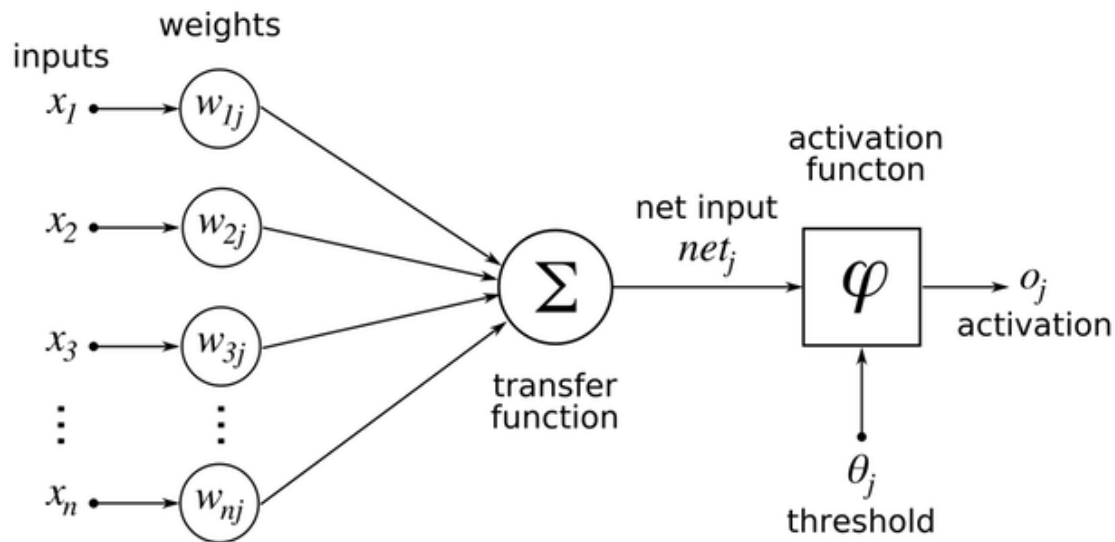 weights
inputs
x1
w1j
x2
w2j
x3
w3j
⋮ ⋮
xn
wnj
Σ
transfer
function
net input
netj
activation
functon
φ
oj
activation
θj
threshold